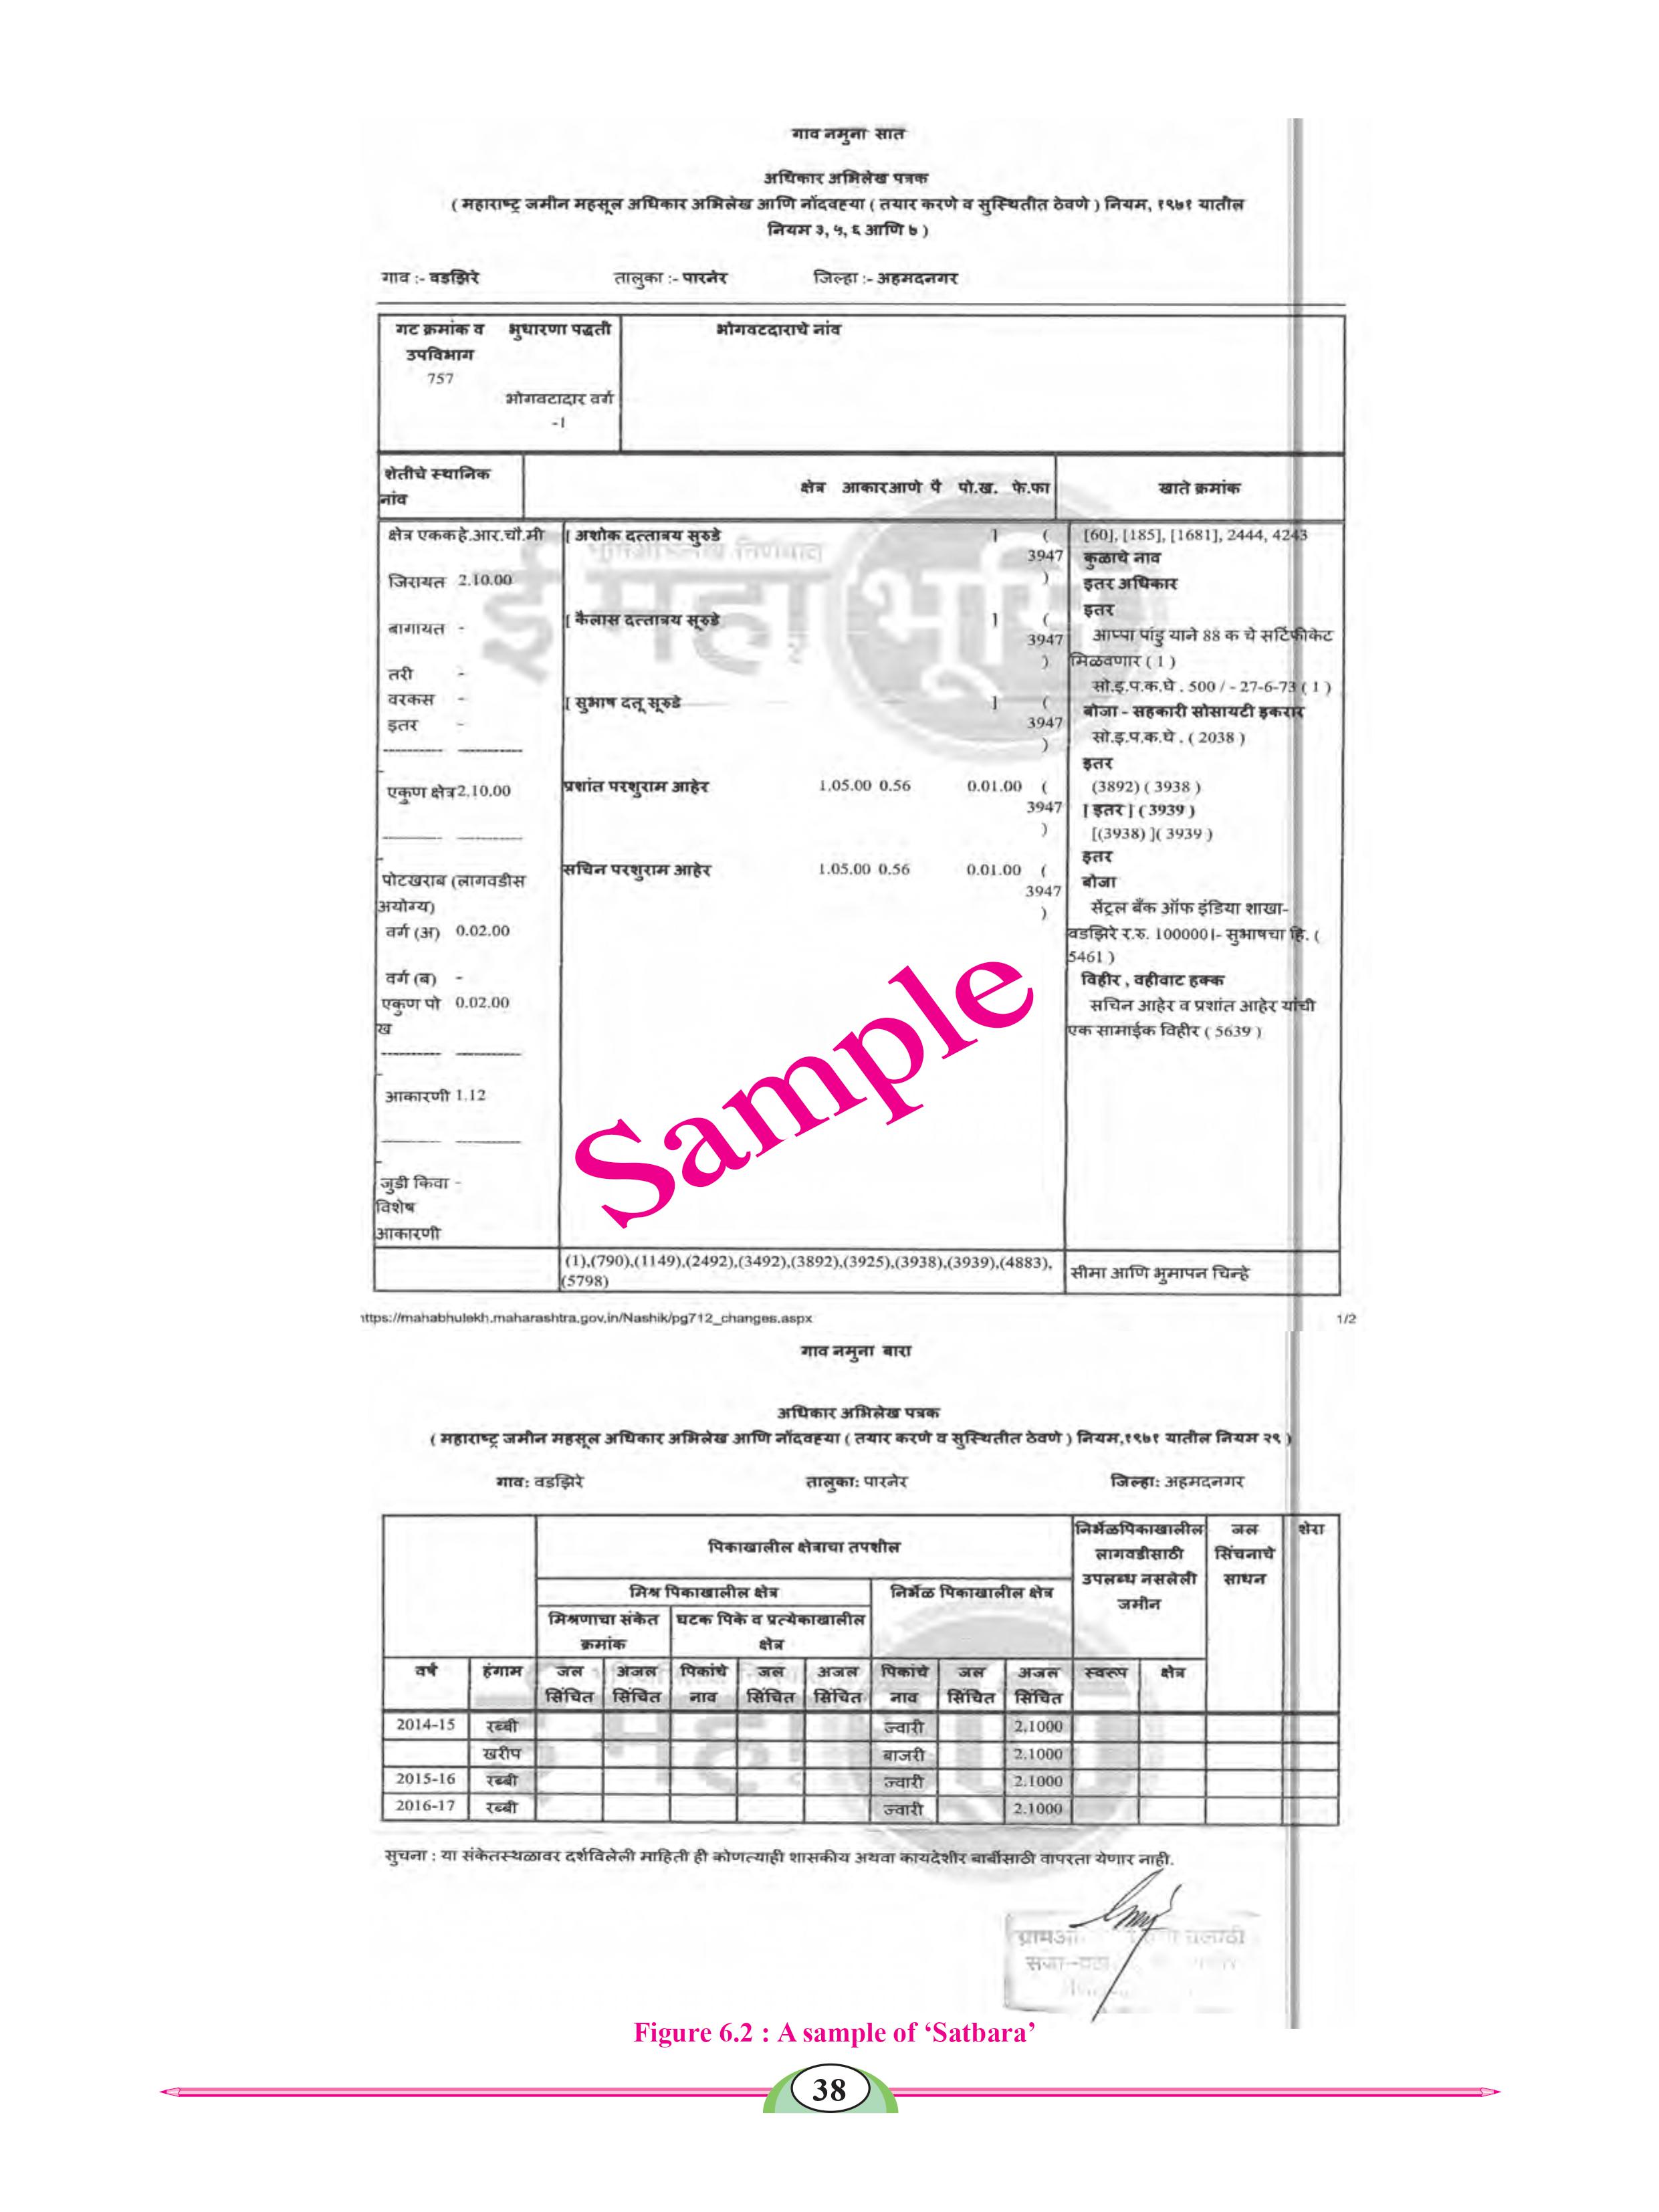 गाव नमुना सात
अधिकार अभिलेख पत्रक
( महाराष्ट्र जमीन महसूल अधिकार अभिलेख आणि नोंदवह्या ( तयार करणे व सुस्थितीत ठेवणे ) नियम, १९७१ यातील
नियम ३, ५, ६ आणि ७ )
गाव :- वडझिरे तालुका :- पारनेर जिल्हा :- अहमदनगर
गट क्रमांक व भुधारणा पद्धती भोगवटदाराचे नांव
उपविभाग
757
भोगवटादार वर्ग
-I
शेतीचे स्थानिक
नांव
क्षेत्र आकार आणे पै पो.ख. फे.फा
खाते क्रमांक
क्षेत्र एकक हे.आर.चौ.मी
जिरायत 2.10.00
बागायत -
तरी -
वरकस -
इतर -
एकुण क्षेत्र 2.10.00
पोटखराब (लागवडीस
अयोग्य)
वर्ग (अ) 0.02.00
वर्ग (ब) -
एकुण पो 0.02.00
ख
आकारणी 1.12
जुडी किंवा -
विशेष
आकारणी
[ अशोक दत्तात्रय सुरुडे ] (
3947
)
[ कैलास दत्तात्रय सूरुडे ] (
3947
)
[ सुभाष दतू सूरुडे ] (
3947
)
प्रशांत परशुराम आहेर 1.05.00 0.56 0.01.00 (
3947
)
सचिन परशुराम आहेर 1.05.00 0.56 0.01.00 (
3947
)
[60], [185], [1681], 2444, 4243
कुळाचे नाव
इतर अधिकार
इतर
आप्पा पांडु याने 88 क चे सर्टिफीकेट
मिळवणार ( 1 )
सो.इ.प.क.घे . 500 / - 27-6-73 ( 1 )
बोजा - सहकारी सोसायटी इकरार
सो.इ.प.क.घे . ( 2038 )
इतर
(3892) ( 3938 )
[ इतर ] ( 3939 )
[(3938) ]( 3939 )
इतर
बोजा
सेंट्रल बँक ऑफ इंडिया शाखा-
वडझिरे र.रु. 100000।- सुभाषचा हि. (
5461 )
विहीर , वहीवाट हक्क
सचिन आहेर व प्रशांत आहेर यांची
एक सामाईक विहीर ( 5639 )
Sample
(1),(790),(1149),(2492),(3492),(3892),(3925),(3938),(3939),(4883),
(5798)
सीमा आणि भुमापन चिन्हे
ttps://mahabhulekh.maharashtra.gov.in/Nashik/pg712_changes.aspx 1/2
गाव नमुना बारा
अधिकार अभिलेख पत्रक
( महाराष्ट्र जमीन महसूल अधिकार अभिलेख आणि नोंदवह्या ( तयार करणे व सुस्थितीत ठेवणे ) नियम,१९७१ यातील नियम २९ )
गाव: वडझिरे तालुका: पारनेर जिल्हा: अहमदनगर
पिकाखालील क्षेत्राचा तपशील
निर्भेळपिकाखालील
लागवडीसाठी
उपलब्ध नसलेली
जमीन
जल
सिंचनाचे
साधन
शेरा
मिश्र पिकाखालील क्षेत्र निर्भेळ पिकाखालील क्षेत्र
मिश्रणाचा संकेत
क्रमांक
घटक पिके व प्रत्येकाखालील
क्षेत्र
वर्ष हंगाम जल अजल पिकांचे जल अजल पिकांचे जल अजल स्वरूप क्षेत्र
सिंचित सिंचित नाव सिंचित सिंचित नाव सिंचित सिंचित
2014-15 रब्बी ज्वारी 2.1000
खरीप बाजरी 2.1000
2015-16 रब्बी ज्वारी 2.1000
2016-17 रब्बी ज्वारी 2.1000
सुचना : या संकेतस्थळावर दर्शविलेली माहिती ही कोणत्याही शासकीय अथवा कायदेशीर बाबींसाठी वापरता येणार नाही.
Figure 6.2 : A sample of ‘Satbara’
38